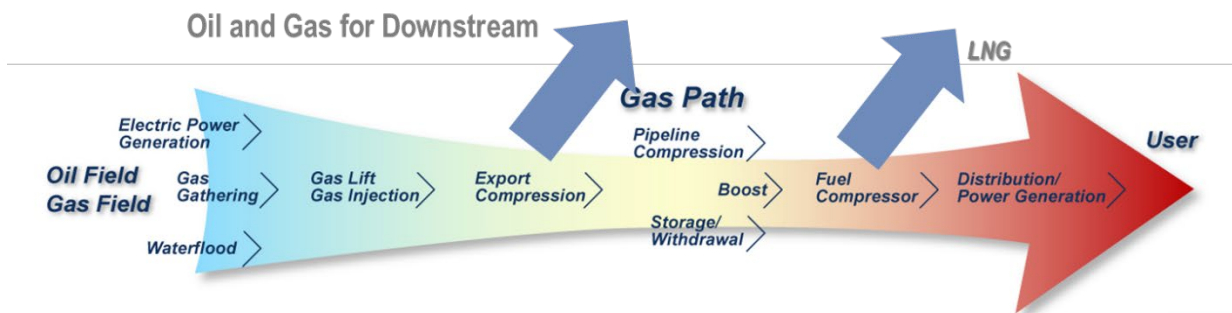 Oil and Gas for Downstream
LNG
Gas Path
Electric Power
Generation
Pipeline
Compression
User
Oil Field
Gas Field
Gas
Gathering
Gas Lift
Gas Injection
Export
Compression
Boost
Fuel
Compressor
Distribution/
Power Generation
Waterflood
Storage/
Withdrawal